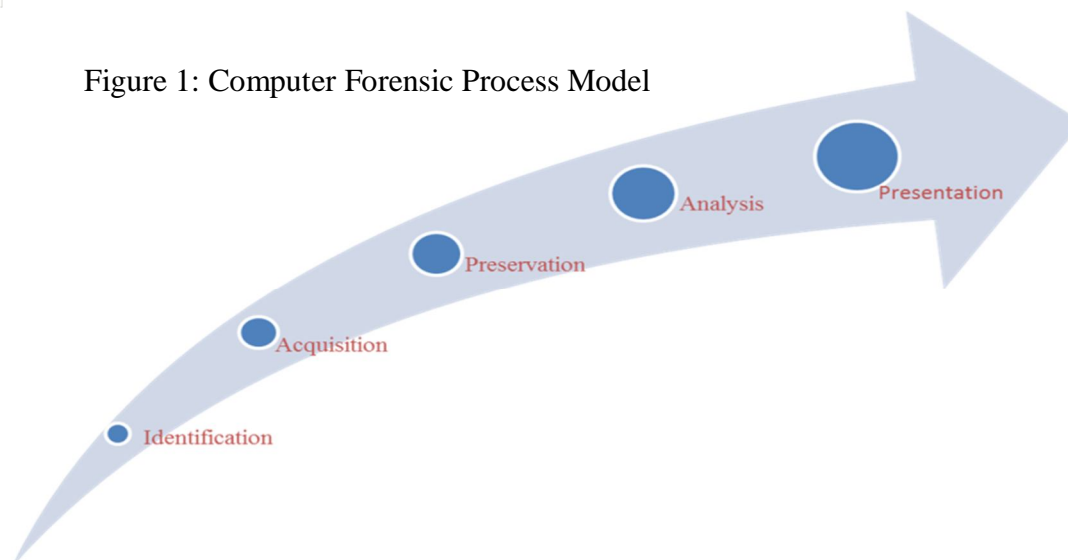 Figure 1: Computer Forensic Process Model
Presentation
Analysis
Preservation
Acquisition
Identification